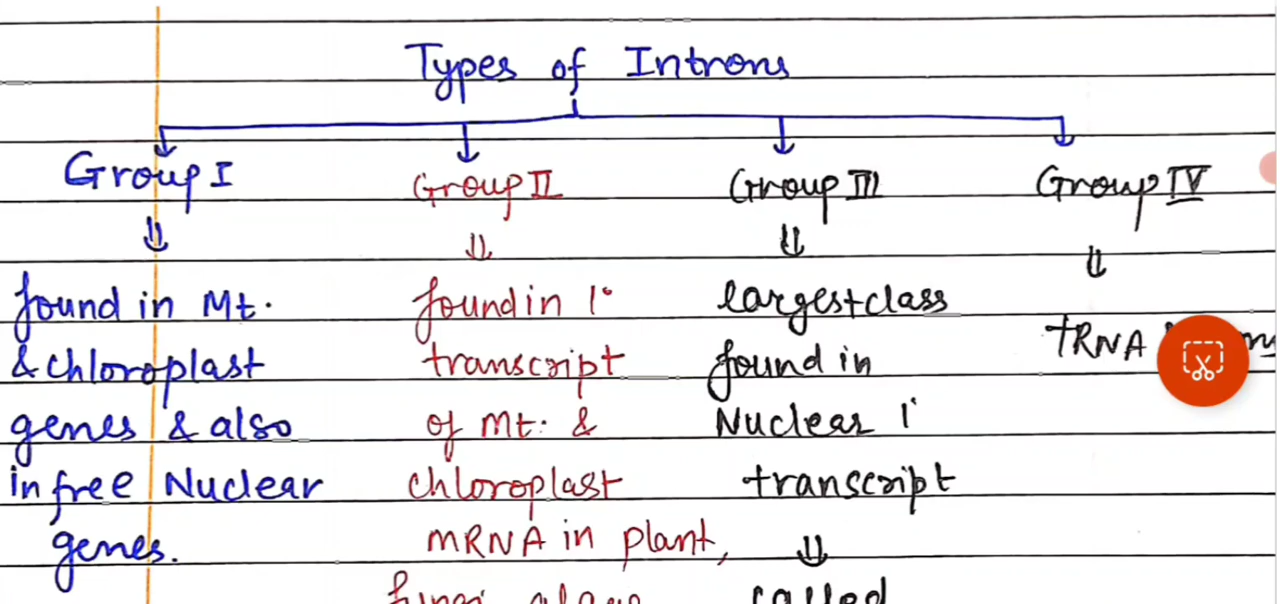 Types of Introns
Group I
found in Mt.
& chloroplast
genes & also
in free Nuclear
genes.
Group II
found in 1°
transcript
of Mt. &
chloroplast
mRNA in plant,
fungi algae
Group III
largest class
found in
Nuclear 1°
transcript
called
Group IV
tRNA